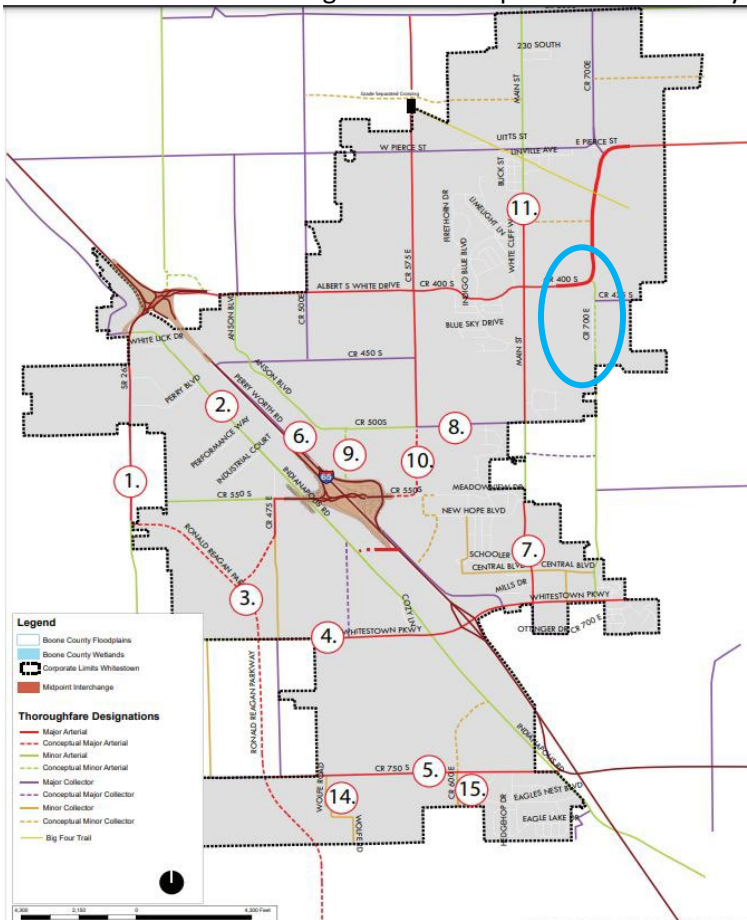 230 SOUTH
CR 700E
MAIN ST
Grade Separated Crossing
UITTS ST
LINVILLE AVE
E PIERCE ST
W PIERCE ST
BUCK ST
LIMELIGHT LN
FIRETHORN DR
INDIGO BLUE BLVD
11.
WHITE CLIFF W
CR 575 E
CR 400 S
ALBERT S WHITE DRIVE
CR 400 S
CR 500E
ANSON BLVD
CR 700 E
BLUE SKY DRIVE
MAIN ST
WHITE LICK DR
CR 450 S
ANSON BLVD
PERRY BLVD
PERRY WORTH RD
SR 267
2.
CR 500S
8.
6.
9.
10.
PERFORMANCE WAY
INDUSTRIAL COURT
65
1.
INDIANAPOLIS RD
CR 550 S
CR 550S
CR 475 E
NEW HOPE BLVD
RONALD REAGAN PAR
SCHOOLER
7.
CENTRAL BLVD
CENTRAL BLVD
MILLS DR
3.
COZY LN
WHITESTOWN PKWY
4.
WHITESTOWN PKWY
OTTINGER DR
CR 700 E
RONALD REAGAN PARKWAY
INDIANAPOLIS RD
CR 750 S
5.
WOLFE ROAD
CR 600 E
14.
15.
EAGLES NEST BLVD
EAGLE LAKE DR
WOLFE RD
Legend
Boone County Floodplains
Boone County Wetlands
Corporate Limits Whitestown
Midpoint Interchange
Thoroughfare Designations
Major Arterial
Conceptual Major Arterial
Minor Arterial
Conceptual Minor Arterial
Major Collector
Conceptual Major Collector
Minor Collector
Conceptual Minor Collector
Big Four Trail
4,300 2,150 0 4,300 Feet